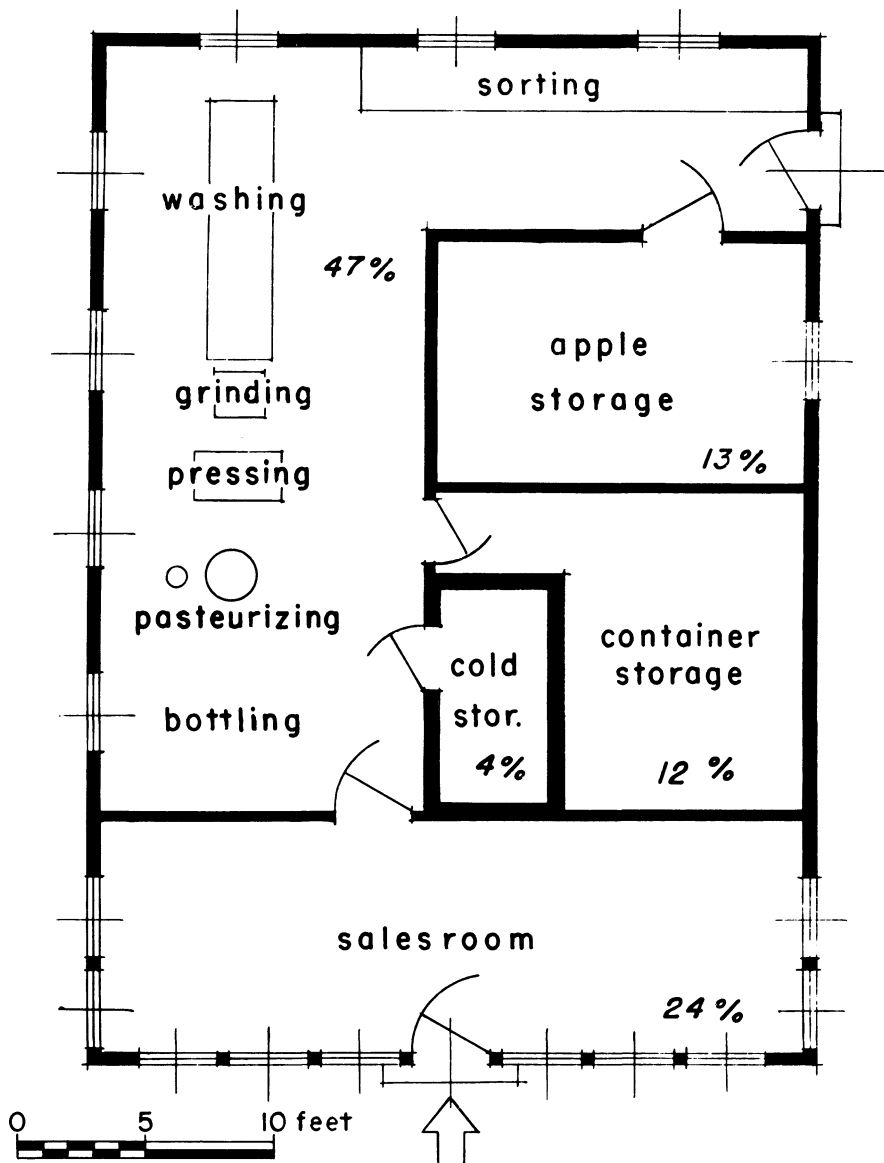 sorting
washing
47%
apple
storage
grinding
13%
pressing
pasteurizing
container
storage
cold
stor.
bottling
4%
12 %
salesroom
24%
0 5 10 feet